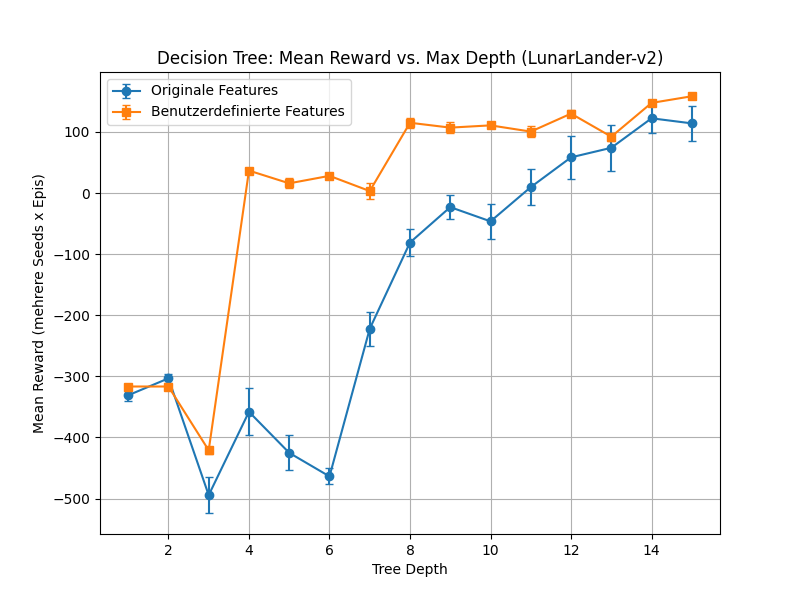 Decision Tree: Mean Reward vs. Max Depth (LunarLander-v2)
Originale Features
Benutzerdefinierte Features
Mean Reward (mehrere Seeds x Epis)
100
0
−100
−200
−300
−400
−500
2
4
6
8
10
12
14
Tree Depth